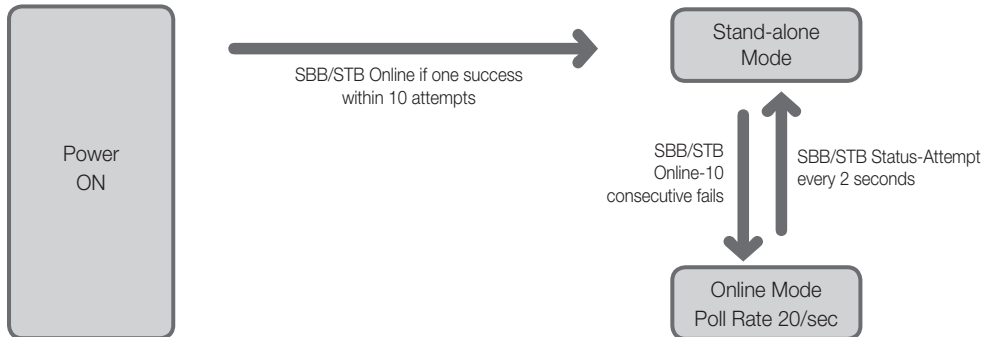 Power
ON
SBB/STB Online if one success
within 10 attempts
Stand-alone
Mode
SBB/STB
Online-10
consecutive fails
SBB/STB Status-Attempt
every 2 seconds
Online Mode
Poll Rate 20/sec